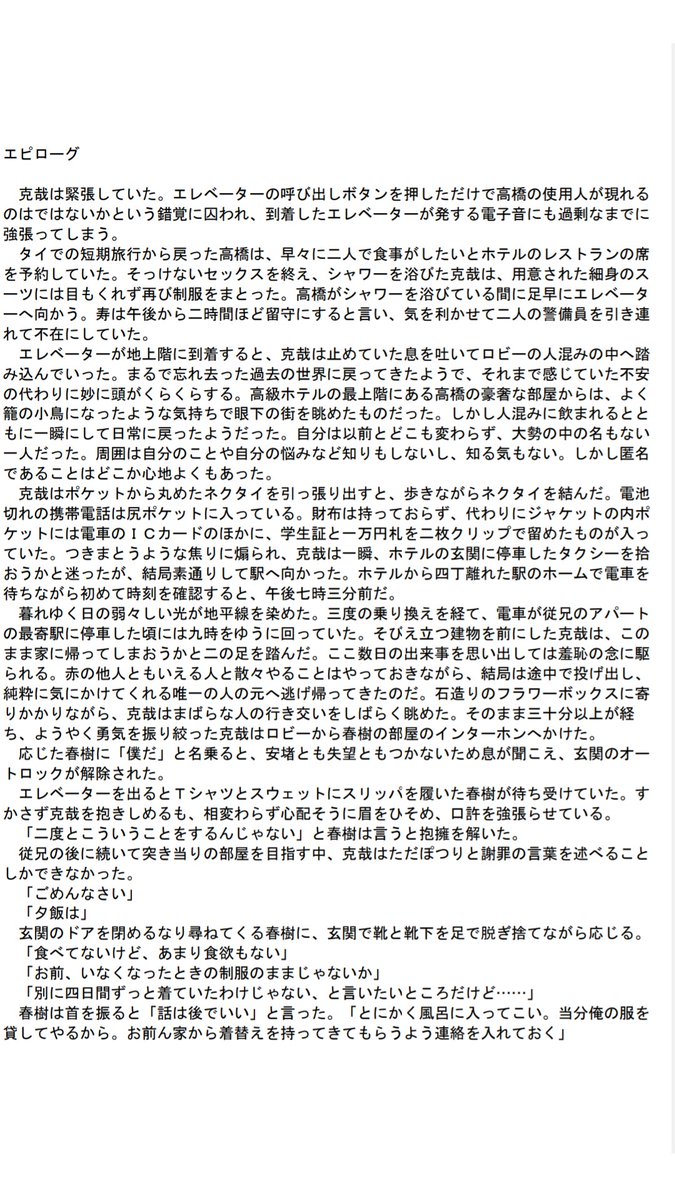 エピローグ
　克哉は緊張していた。エレベーターの呼び出しボタンを押しただけで高橋の使用人が現れる
のはではないかという錯覚に囚われ、到着したエレベーターが発する電子音にも過剰なまでに
強張ってしまう。
　タイでの短期旅行から戻った高橋は、早々に二人で食事がしたいとホテルのレストランの席
を予約していた。そっけないセックスを終え、シャワーを浴びた克哉は、用意された細身のス
ーツには目もくれず再び制服をまとった。高橋がシャワーを浴びている間に足早にエレベータ
ーへ向かう。寿は午後から二時間ほど留守にすると言い、気を利かせて二人の警備員を引き連
れて不在にしていた。
　エレベーターが地上階に到着すると、克哉は止めていた息を吐いてロビーの人混みの中へ踏
み込んでいった。まるで忘れ去った過去の世界に戻ってきたようで、それまで感じていた不安
の代わりに妙に頭がくらくらする。高級ホテルの最上階にある高橋の豪奢な部屋からは、よく
籠の小鳥になったような気持ちで眼下の街を眺めたものだった。しかし人混みに飲まれるとと
もに一瞬にして日常に戻ったようだった。自分は以前とどこも変わらず、大勢の中の名もない
一人だった。周囲は自分のことや自分の悩みなど知りもしないし、知る気もない。しかし匿名
であることはどこか心地よくもあった。
　克哉はポケットから丸めたネクタイを引っ張り出すと、歩きながらネクタイを結んだ。電池
切れの携帯電話は尻ポケットに入っている。財布は持っておらず、代わりにジャケットの内ポ
ケットには電車のＩＣカードのほかに、学生証と一万円札を二枚クリップで留めたものが入っ
ていた。つきまとうような焦りに煽られ、克哉は一瞬、ホテルの玄関に停車したタクシーを拾
おうかと迷ったが、結局素通りして駅へ向かった。ホテルから四丁離れた駅のホームで電車を
待ちながら初めて時刻を確認すると、午後七時三分前だ。
　暮れゆく日の弱々しい光が地平線を染めた。三度の乗り換えを経て、電車が従兄のアパート
の最寄駅に停車した頃には九時をゆうに回っていた。そびえ立つ建物を前にした克哉は、この
まま家に帰ってしまおうかと二の足を踏んだ。ここ数日の出来事を思い出しては羞恥の念に駆
られる。赤の他人ともいえる人と散々やることはやっておきながら、結局は途中で投げ出し、
純粋に気にかけてくれる唯一の人の元へ逃げ帰ってきたのだ。石造りのフラワーボックスに寄
りかかりながら、克哉はまばらな人の行き交いをしばらく眺めた。そのまま三十分以上が経
ち、ようやく勇気を振り絞った克哉はロビーから春樹の部屋のインターホンへかけた。
　応じた春樹に「僕だ」と名乗ると、安堵とも失望ともつかないため息が聞こえ、玄関のオー
トロックが解除された。
　エレベーターを出るとＴシャツとスウェットにスリッパを履いた春樹が待ち受けていた。す
かさず克哉を抱きしめるも、相変わらず心配そうに眉をひそめ、口許を強張らせている。
　「二度とこういうことをするんじゃない」と春樹は言うと抱擁を解いた。
　従兄の後に続いて突き当りの部屋を目指す中、克哉はただぽつりと謝罪の言葉を述べること
しかできなかった。
　「ごめんなさい」
　「夕飯は」
　玄関のドアを閉めるなり尋ねてくる春樹に、玄関で靴と靴下を足で脱ぎ捨てながら応じる。
　「食べてないけど、あまり食欲もない」
　「お前、いなくなったときの制服のままじゃないか」
　「別に四日間ずっと着ていたわけじゃない、と言いたいところだけど……」
　春樹は首を振ると「話は後でいい」と言った。「とにかく風呂に入ってこい。当分俺の服を
貸してやるから。お前ん家から着替えを持ってきてもらうよう連絡を入れておく」